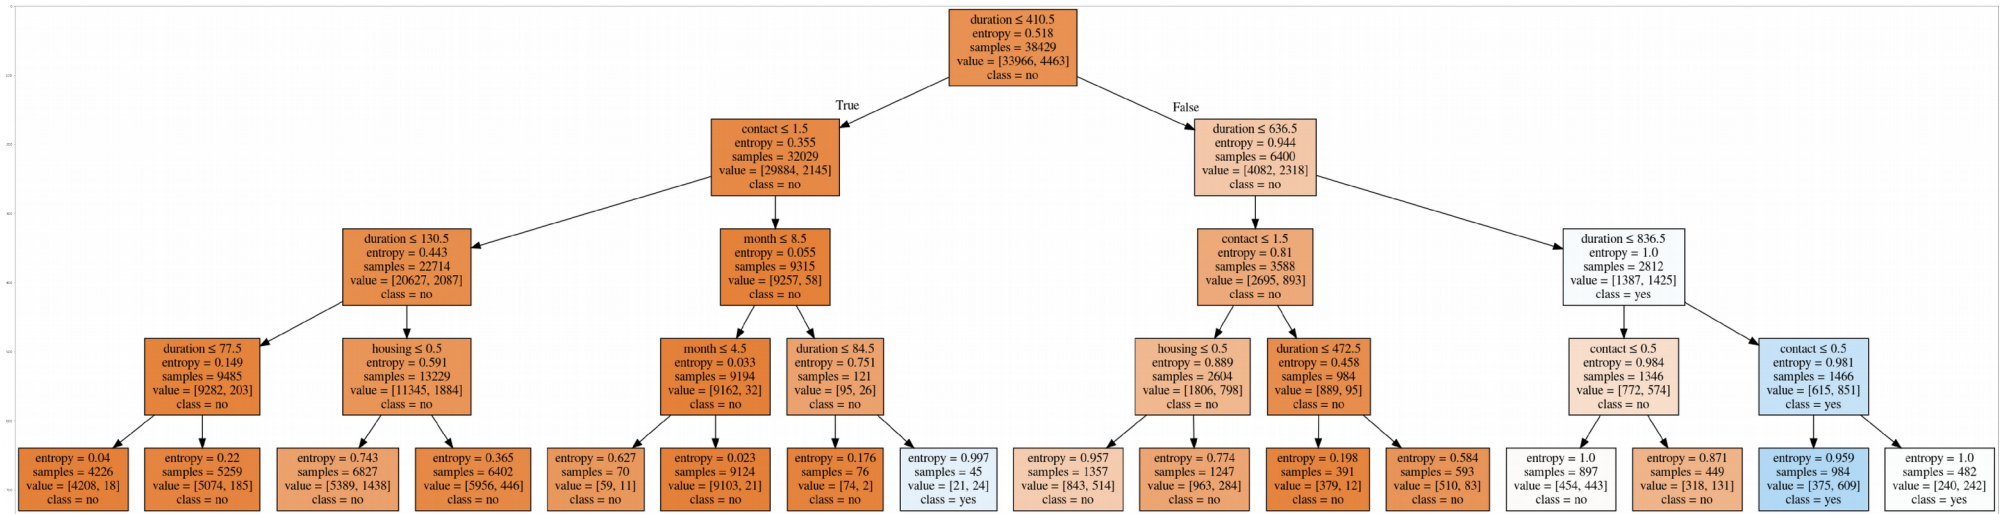 duration ≤ 410.5
entropy = 0.518
samples = 38429
value = [33966, 4463]
class = no
True
False
contact ≤ 1.5
entropy = 0.355
samples = 32029
value = [29884, 2145]
class = no
duration ≤ 636.5
entropy = 0.944
samples = 6400
value = [4082, 2318]
class = no
duration ≤ 130.5
entropy = 0.443
samples = 22714
value = [20627, 2087]
class = no
month ≤ 8.5
entropy = 0.055
samples = 9315
value = [9257, 58]
class = no
contact ≤ 1.5
entropy = 0.81
samples = 3588
value = [2695, 893]
class = no
duration ≤ 836.5
entropy = 1.0
samples = 2812
value = [1387, 1425]
class = yes
duration ≤ 77.5
entropy = 0.149
samples = 9485
value = [9282, 203]
class = no
housing ≤ 0.5
entropy = 0.591
samples = 13229
value = [11345, 1884]
class = no
month ≤ 4.5
entropy = 0.033
samples = 9194
value = [9162, 32]
class = no
duration ≤ 84.5
entropy = 0.751
samples = 121
value = [95, 26]
class = no
housing ≤ 0.5
entropy = 0.889
samples = 2604
value = [1806, 798]
class = no
duration ≤ 472.5
entropy = 0.458
samples = 984
value = [889, 95]
class = no
contact ≤ 0.5
entropy = 0.984
samples = 1346
value = [772, 574]
class = no
contact ≤ 0.5
entropy = 0.981
samples = 1466
value = [615, 851]
class = yes
entropy = 0.04
samples = 4226
value = [4208, 18]
class = no
entropy = 0.22
samples = 5259
value = [5074, 185]
class = no
entropy = 0.743
samples = 6827
value = [5389, 1438]
class = no
entropy = 0.365
samples = 6402
value = [5956, 446]
class = no
entropy = 0.627
samples = 70
value = [59, 11]
class = no
entropy = 0.023
samples = 9124
value = [9103, 21]
class = no
entropy = 0.176
samples = 76
value = [74, 2]
class = no
entropy = 0.997
samples = 45
value = [21, 24]
class = yes
entropy = 0.957
samples = 1357
value = [843, 514]
class = no
entropy = 0.774
samples = 1247
value = [963, 284]
class = no
entropy = 0.198
samples = 391
value = [379, 12]
class = no
entropy = 0.584
samples = 593
value = [510, 83]
class = no
entropy = 1.0
samples = 897
value = [454, 443]
class = no
entropy = 0.871
samples = 449
value = [318, 131]
class = no
entropy = 0.959
samples = 984
value = [375, 609]
class = yes
entropy = 1.0
samples = 482
value = [240, 242]
class = yes